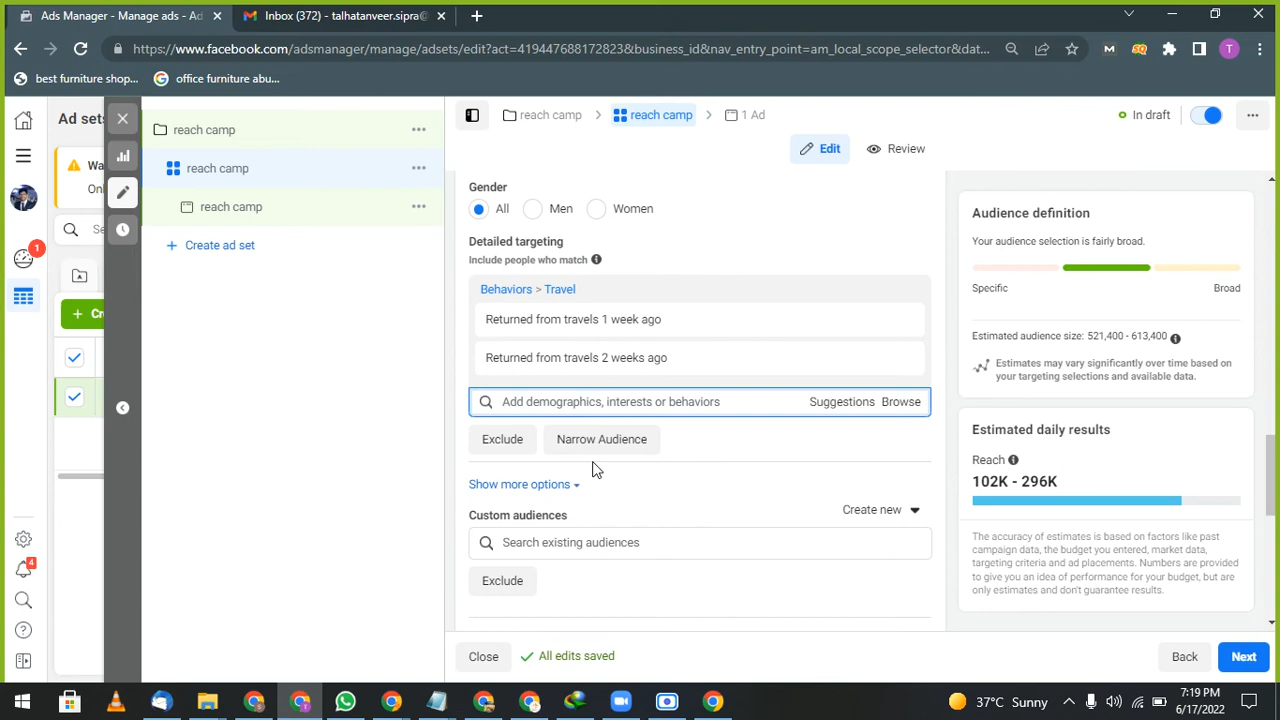 Ads Manager - Manage ads - Ad
Inbox (372) - talhatanveer.sipra@
https://www.facebook.com/adsmanager/manage/adsets/edit?act=419447688172823&business_id&nav_entry_point=am_local_scope_selector&dat...
best furniture shop...
office furniture abu...
Ad sets
Wa
Onl
Se
Cr
reach camp
reach camp
reach camp
Create ad set
reach camp
reach camp
1 Ad
In draft
Edit
Review
Gender
All
Men
Women
Detailed targeting
Include people who match
Behaviors > Travel
Returned from travels 1 week ago
Returned from travels 2 weeks ago
Add demographics, interests or behaviors
Suggestions
Browse
Exclude
Narrow Audience
Show more options
Custom audiences
Create new
Search existing audiences
Exclude
Close
All edits saved
Back
Next
Audience definition
Your audience selection is fairly broad.
Specific
Broad
Estimated audience size: 521,400 - 613,400
Estimates may vary significantly over time based on
your targeting selections and available data.
Estimated daily results
Reach
102K - 296K
The accuracy of estimates is based on factors like past
campaign data, the budget you entered, market data,
targeting criteria and ad placements. Numbers are provided
to give you an idea of performance for your budget, but are
only estimates and don't guarantee results.
1
4
T
37°C Sunny
7:19 PM
6/17/2022